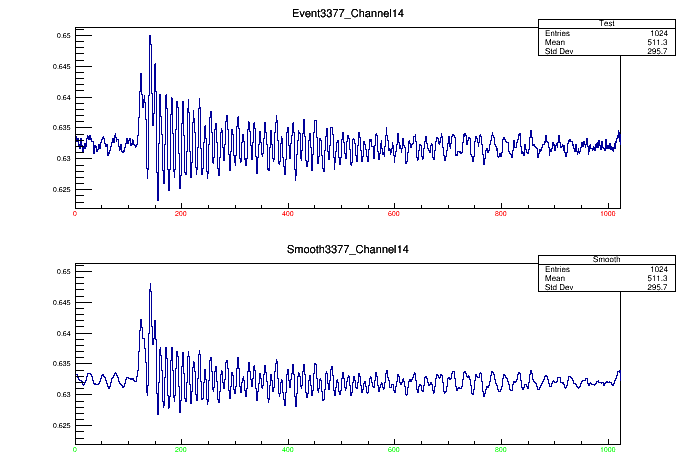 Event3377_Channel14
Test
Entries 1024
Mean 511.3
Std Dev 295.7
0.65
0.645
0.64
0.635
0.63
0.625
0 200 400 600 800 1000
Smooth3377_Channel14
Smooth
Entries 1024
Mean 511.3
Std Dev 295.7
0.65
0.645
0.64
0.635
0.63
0.625
0 200 400 600 800 1000